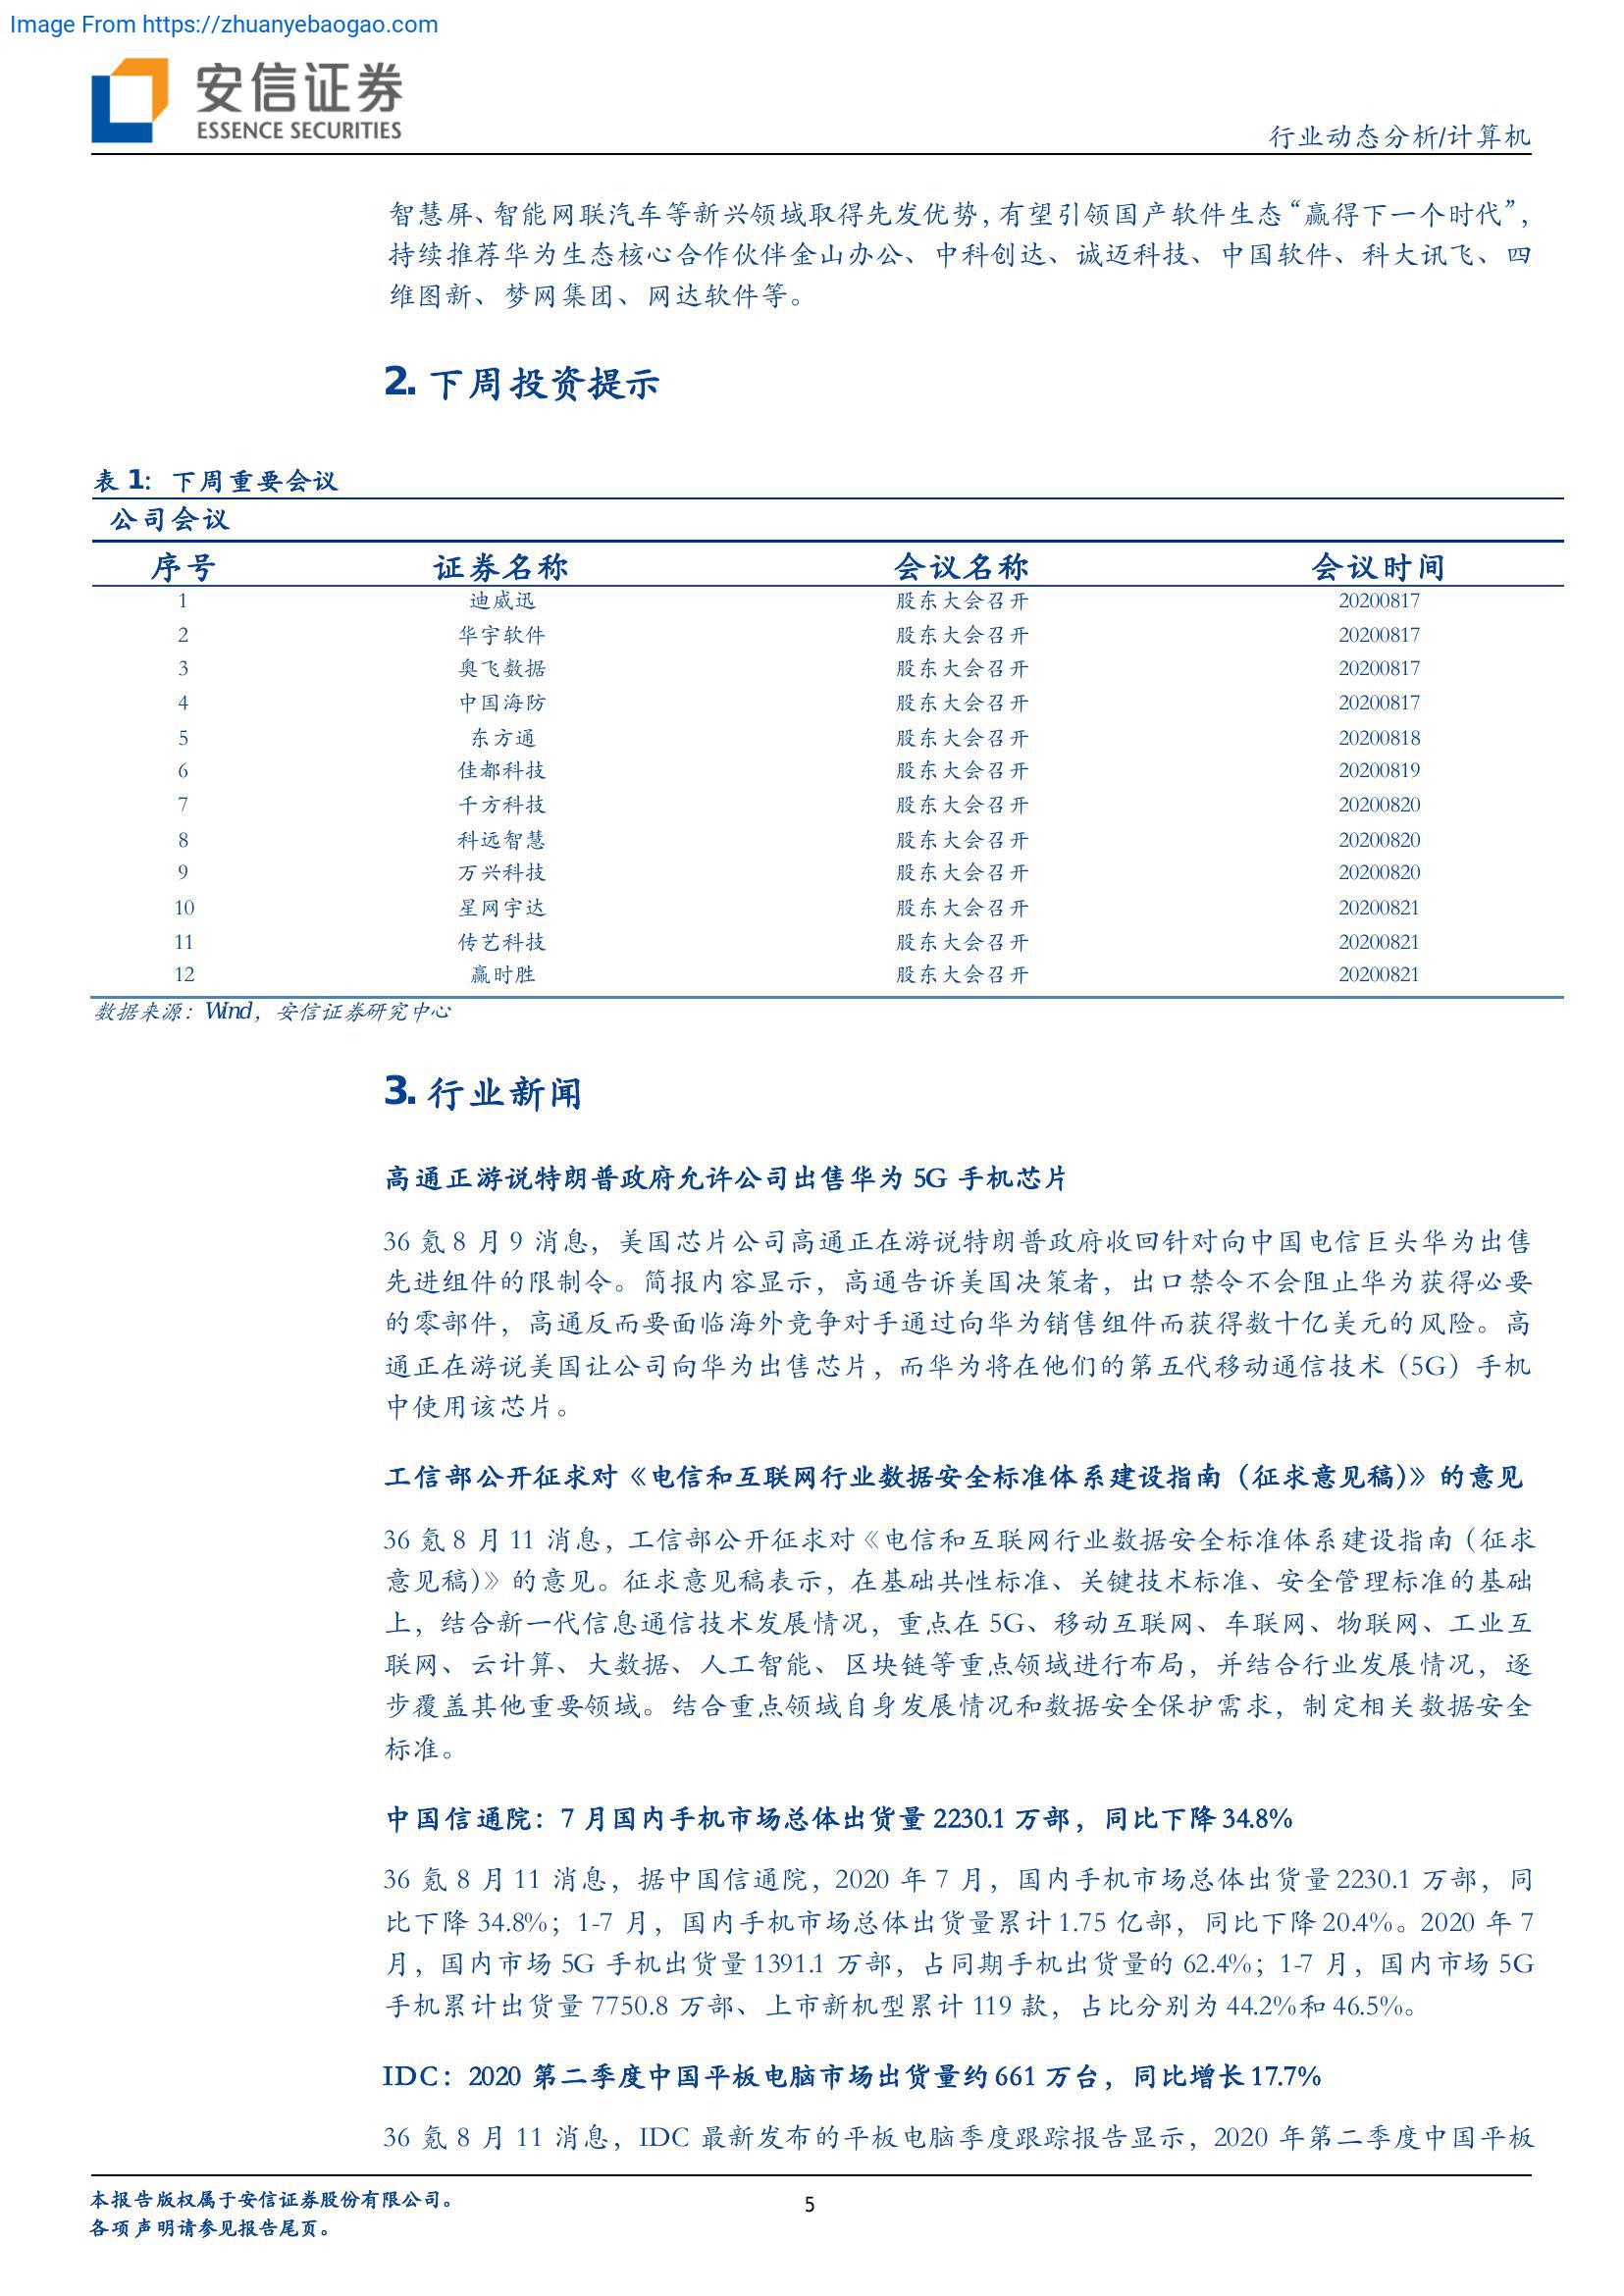 Image From https://zhuanyebaogao.com
安信证券
ESSENCE SECURITIES
行业动态分析/计算机
智慧屏、智能网联汽车等新兴领域取得先发优势，有望引领国产软件生态“赢得下一个时代”，
持续推荐华为生态核心合作伙伴金山办公、中科创达、诚迈科技、中国软件、科大讯飞、四
维图新、梦网集团、网达软件等。
2. 下周投资提示
表 1：下周重要会议
公司会议
序号 证券名称 会议名称 会议时间
1 迪威迅 股东大会召开 20200817
2 华宇软件 股东大会召开 20200817
3 奥飞数据 股东大会召开 20200817
4 中国海防 股东大会召开 20200817
5 东方通 股东大会召开 20200818
6 佳都科技 股东大会召开 20200819
7 千方科技 股东大会召开 20200820
8 科远智慧 股东大会召开 20200820
9 万兴科技 股东大会召开 20200820
10 星网宇达 股东大会召开 20200821
11 传艺科技 股东大会召开 20200821
12 赢时胜 股东大会召开 20200821
数据来源：Wind，安信证券研究中心
3. 行业新闻
高通正游说特朗普政府允许公司出售华为 5G 手机芯片
36 氪 8 月 9 消息，美国芯片公司高通正在游说特朗普政府收回针对向中国电信巨头华为出售
先进组件的限制令。简报内容显示，高通告诉美国决策者，出口禁令不会阻止华为获得必要
的零部件，高通反而要面临海外竞争对手通过向华为销售组件而获得数十亿美元的风险。高
通正在游说美国让公司向华为出售芯片，而华为将在他们的第五代移动通信技术（5G）手机
中使用该芯片。
工信部公开征求对《电信和互联网行业数据安全标准体系建设指南（征求意见稿)》的意见
36 氪 8 月 11 消息，工信部公开征求对《电信和互联网行业数据安全标准体系建设指南（征求
意见稿)》的意见。征求意见稿表示，在基础共性标准、关键技术标准、安全管理标准的基础
上，结合新一代信息通信技术发展情况，重点在 5G、移动互联网、车联网、物联网、工业互
联网、云计算、大数据、人工智能、区块链等重点领域进行布局，并结合行业发展情况，逐
步覆盖其他重要领域。结合重点领域自身发展情况和数据安全保护需求，制定相关数据安全
标准。
中国信通院：7 月国内手机市场总体出货量 2230.1 万部，同比下降 34.8%
36 氪 8 月 11 消息，据中国信通院，2020 年 7 月，国内手机市场总体出货量 2230.1 万部，同
比下降 34.8%；1-7 月，国内手机市场总体出货量累计 1.75 亿部，同比下降 20.4%。2020 年 7
月，国内市场 5G 手机出货量 1391.1 万部，占同期手机出货量的 62.4%；1-7 月，国内市场 5G
手机累计出货量 7750.8 万部、上市新机型累计 119 款，占比分别为 44.2%和 46.5%。
IDC：2020 第二季度中国平板电脑市场出货量约 661 万台，同比增长 17.7%
36 氪 8 月 11 消息，IDC 最新发布的平板电脑季度跟踪报告显示，2020 年第二季度中国平板
本报告版权属于安信证券股份有限公司。
各项声明请参见报告尾页。
5